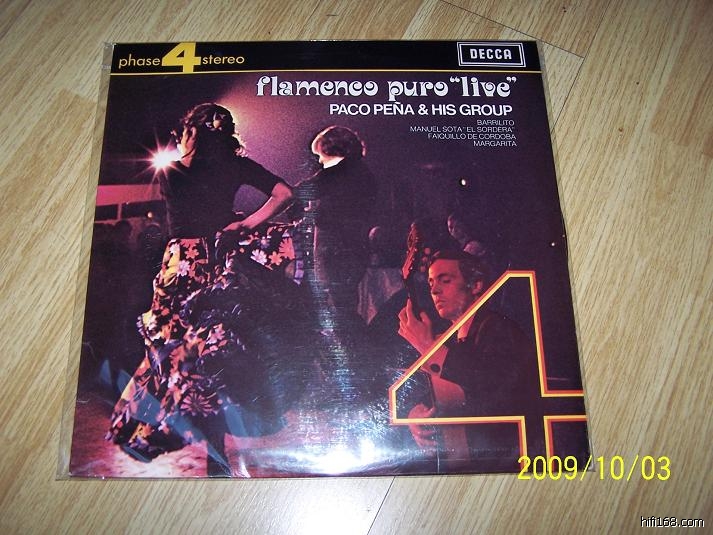 phase 4 stereo
DECCA
flamenco puro "live"
PACO PEÑA & HIS GROUP
BARRILITO
MANUEL SOTA "EL SORDERA"
FAIQUILLO DE CORDOBA
MARGARITA
4
2009/10/03
hifi168.com